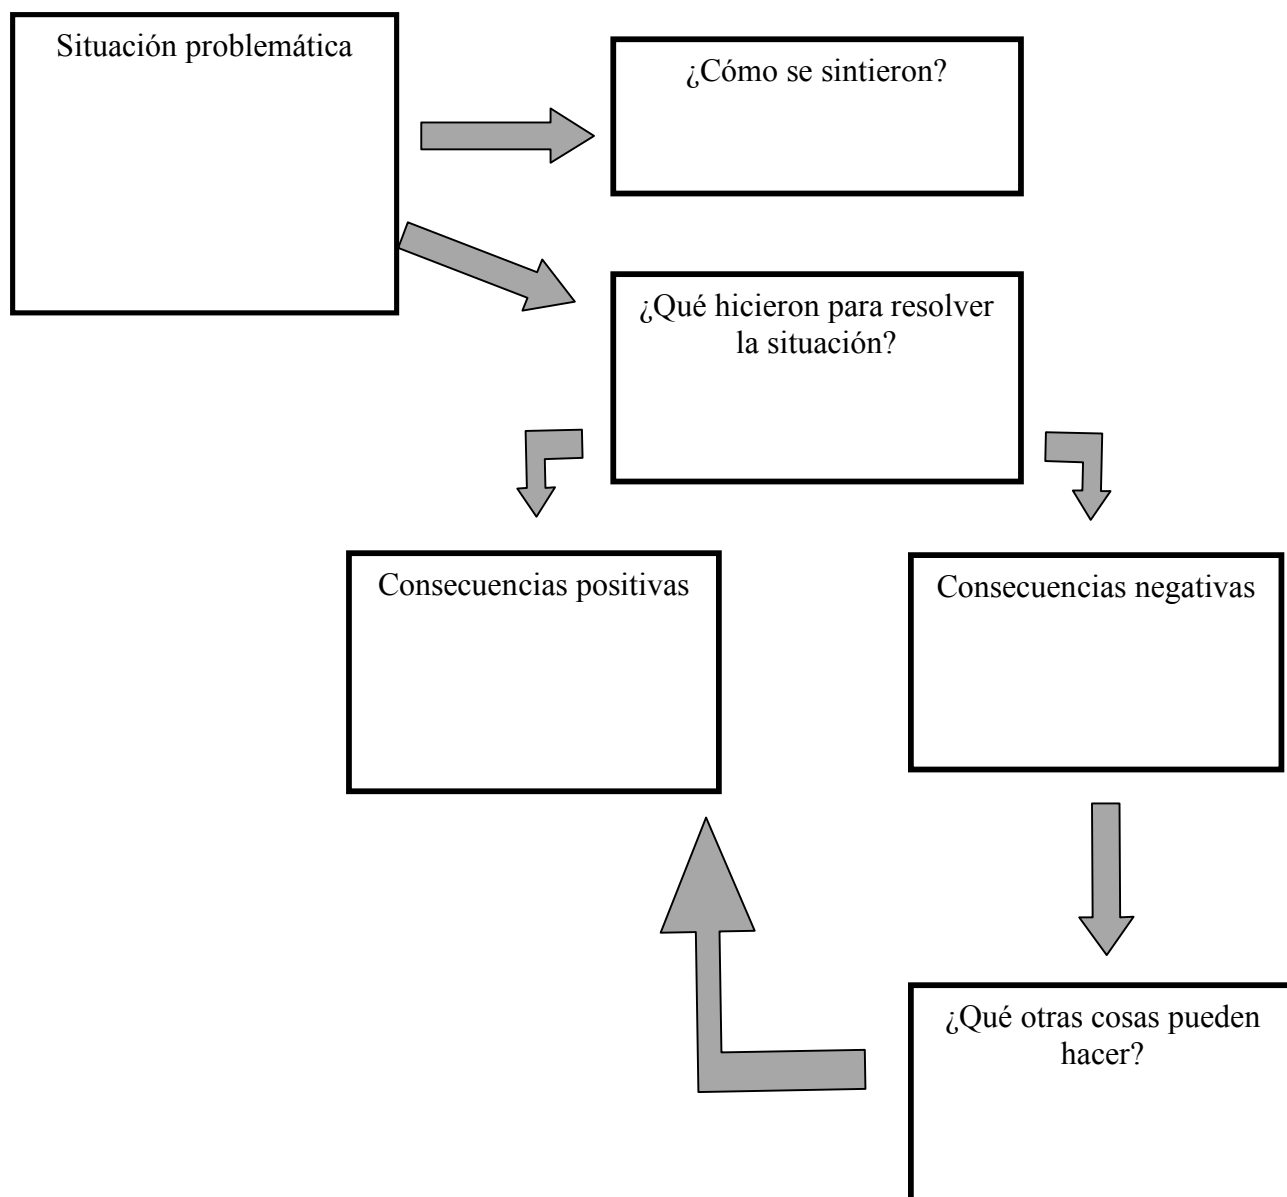 Situación problemática
¿Cómo se sintieron?
¿Qué hicieron para resolver
la situación?
Consecuencias positivas
Consecuencias negativas
¿Qué otras cosas pueden
hacer?